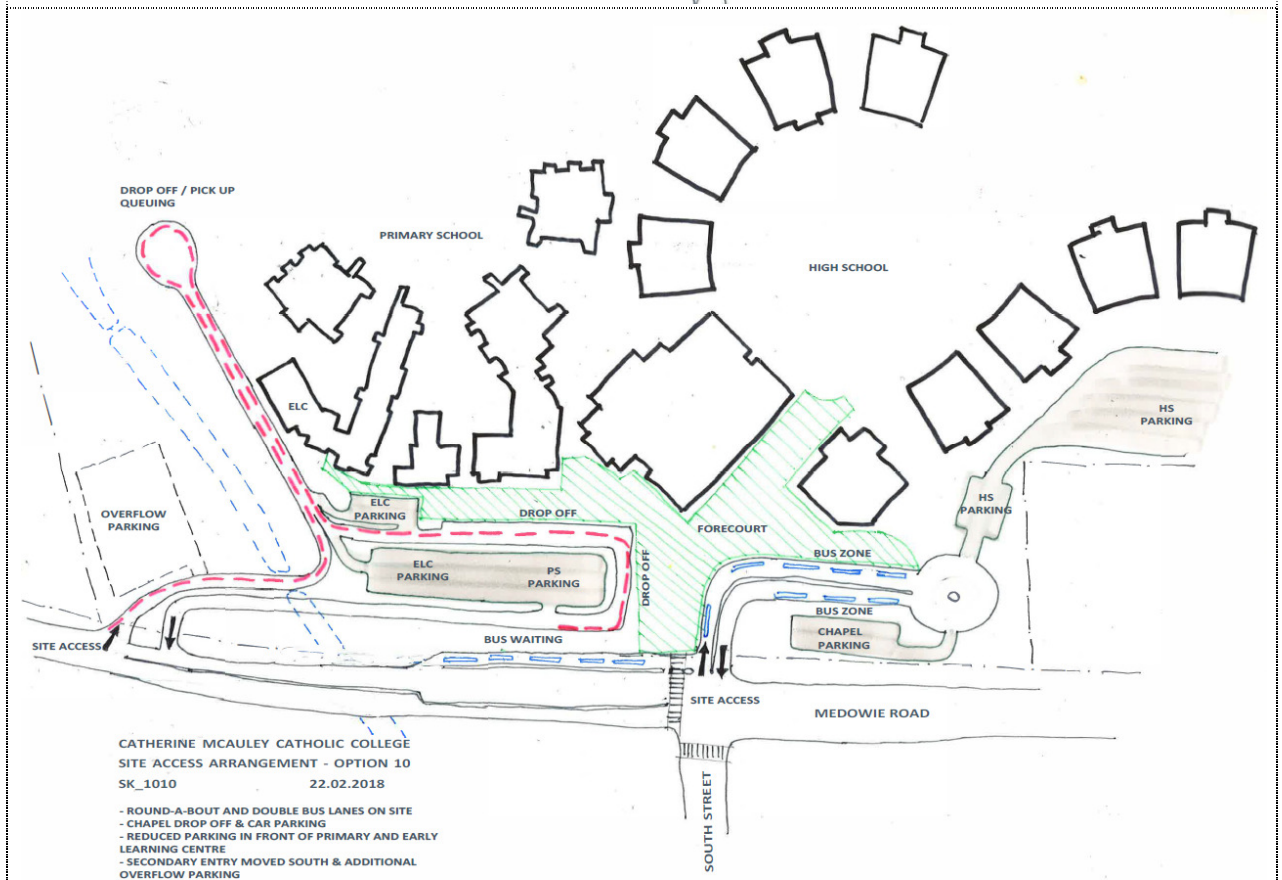 DROP OFF / PICK UP
QUEUING
PRIMARY SCHOOL
HIGH SCHOOL
ELC
HS
PARKING
OVERFLOW
PARKING
ELC
PARKING
DROP OFF
FORECOURT
HS
PARKING
BUS ZONE
ELC
PARKING
PS
PARKING
DROP OFF
BUS ZONE
CHAPEL
PARKING
SITE ACCESS
BUS WAITING
SITE ACCESS
MEDOWIE ROAD
SOUTH STREET
CATHERINE MCAULEY CATHOLIC COLLEGE
SITE ACCESS ARRANGEMENT - OPTION 10
SK_1010 22.02.2018
- ROUND-A-BOUT AND DOUBLE BUS LANES ON SITE
- CHAPEL DROP OFF & CAR PARKING
- REDUCED PARKING IN FRONT OF PRIMARY AND EARLY
LEARNING CENTRE
- SECONDARY ENTRY MOVED SOUTH & ADDITIONAL
OVERFLOW PARKING